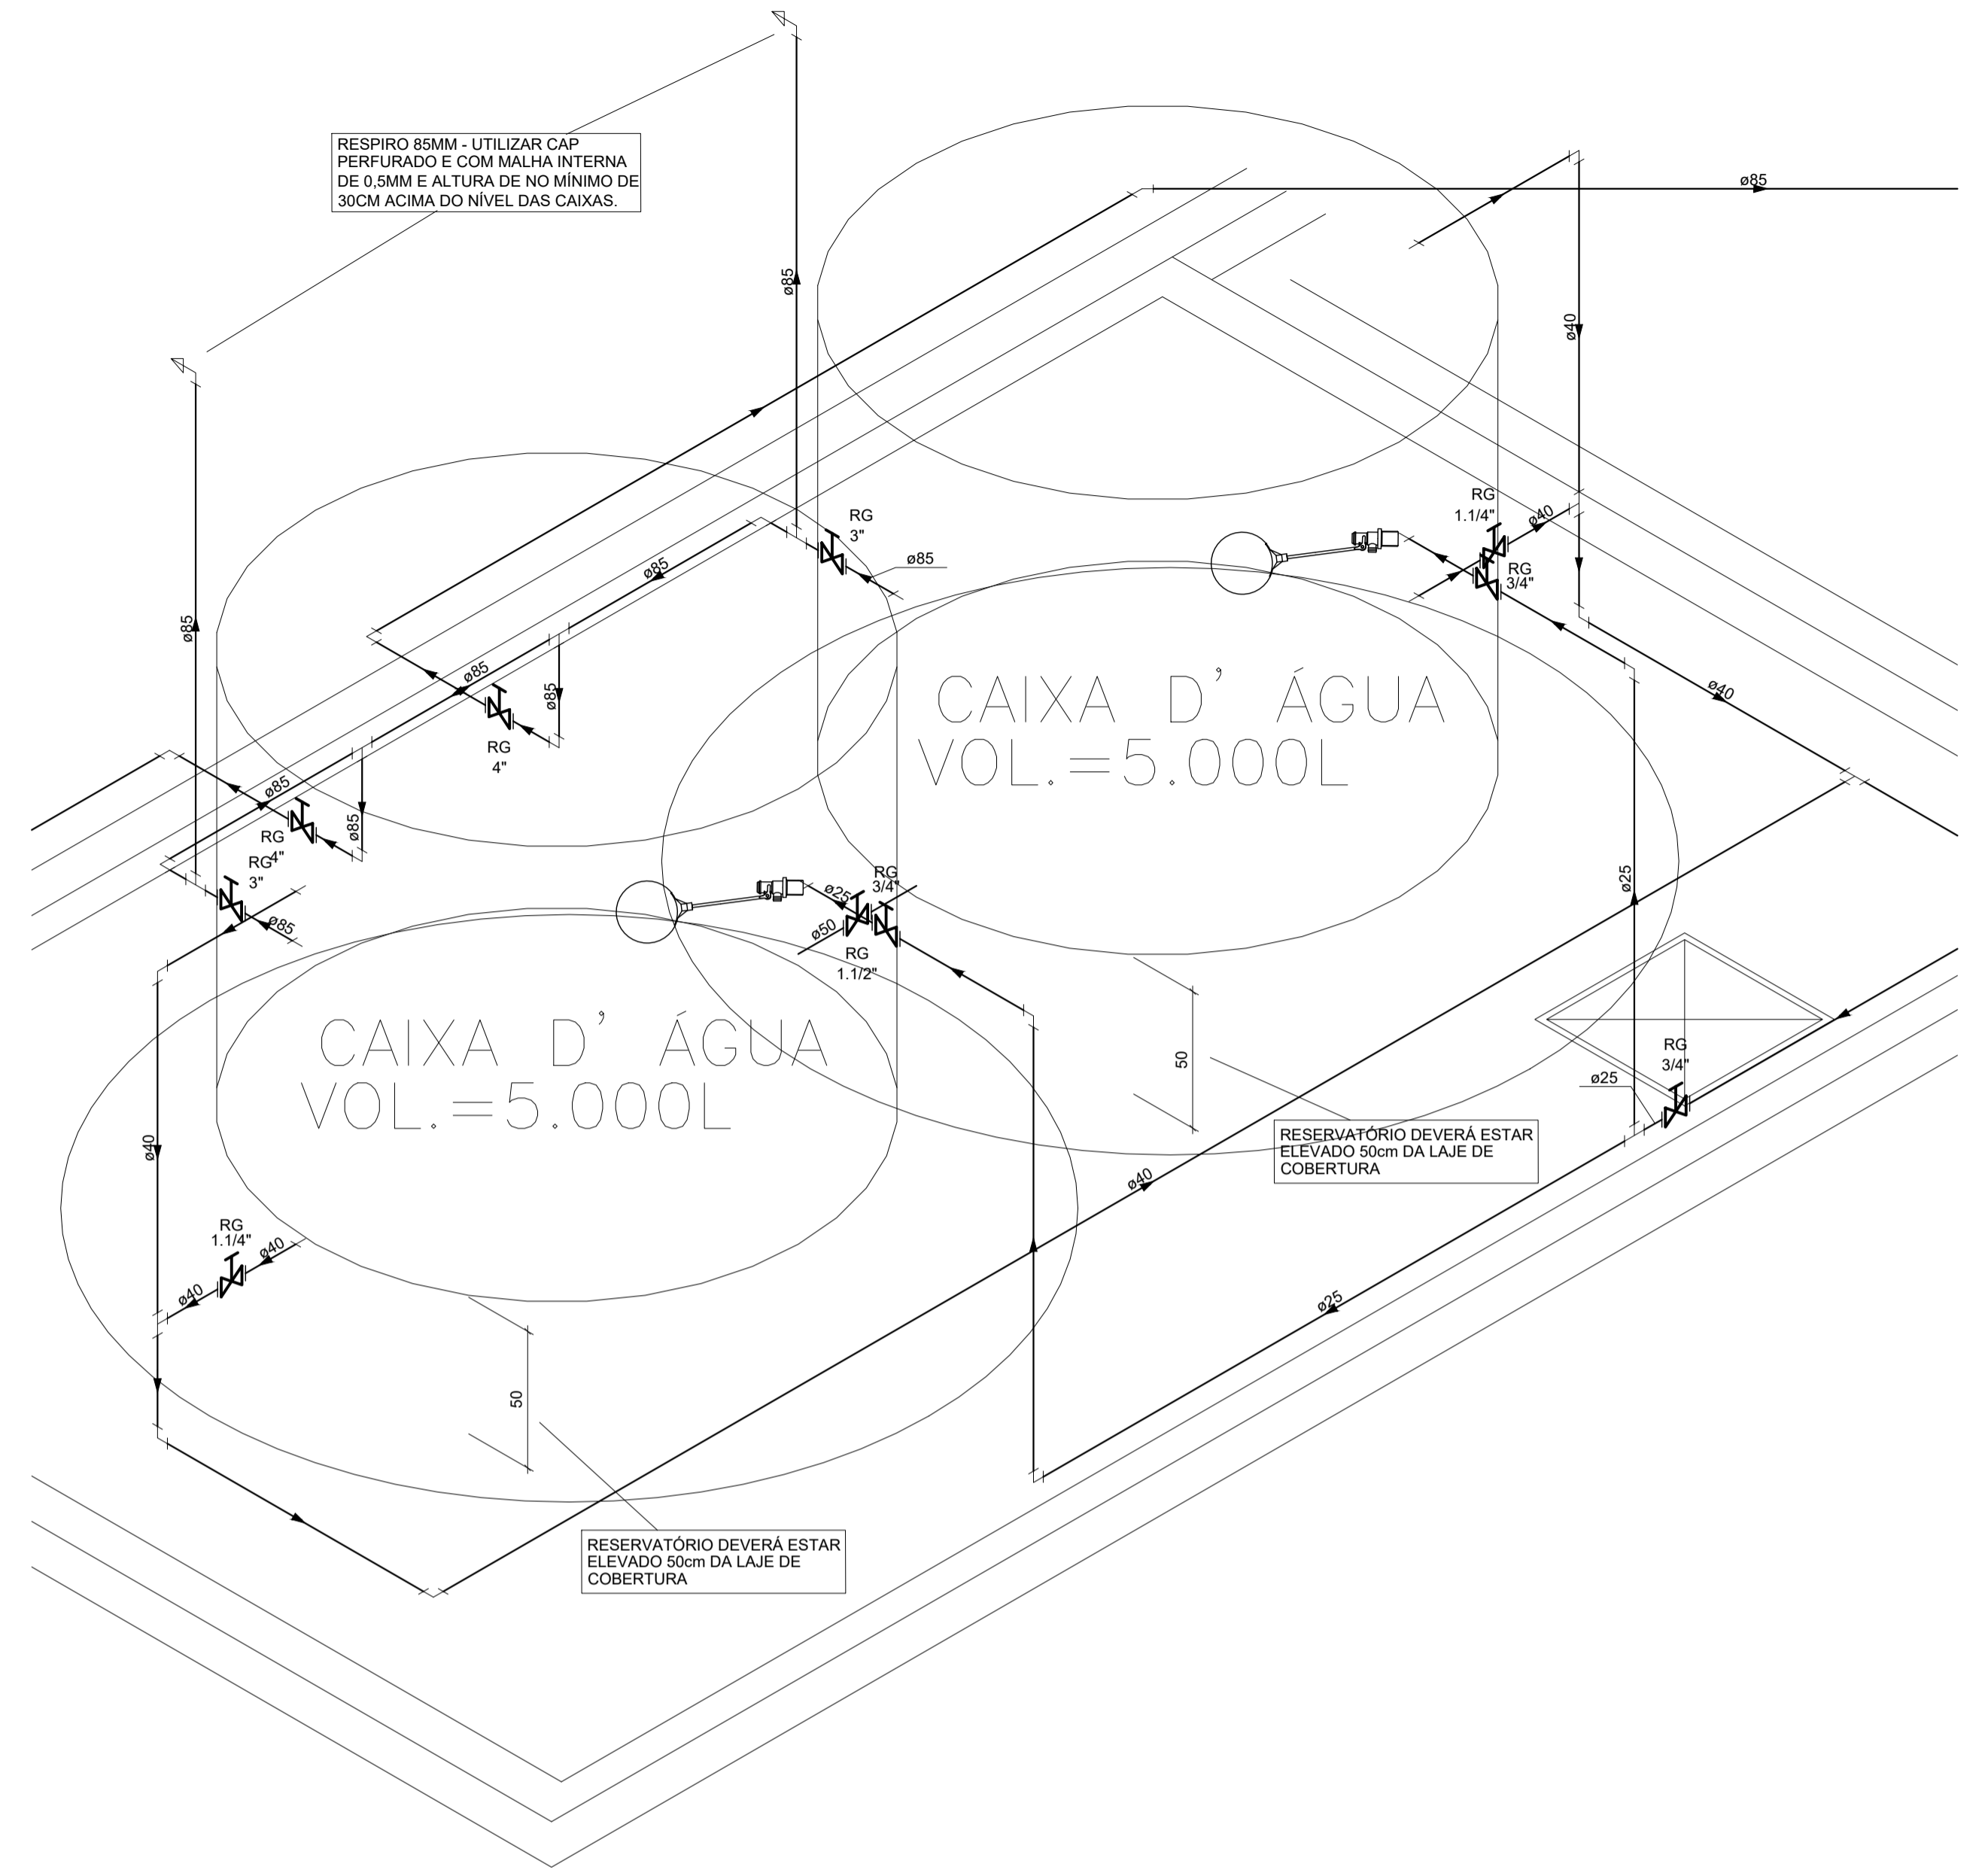 RESPIRO 85MM - UTILIZAR CAP
PERFURADO E COM MALHA INTERNA
DE 0,5MM E ALTURA DE NO MÍNIMO DE
30CM ACIMA DO NÍVEL DAS CAIXAS.
ø85
ø85
ø40
RG
1.1/4"
ø40
RG
3"
ø85
ø85
RG
3/4"
ø85
ø85
ø85
ø40
RG
4"
CAIXA D' ÁGUA
VOL.=5.000L
ø85
ø85
RG
4"
RG
3"
ø85
RG
3/4"
ø25
ø50
RG
1.1/2"
ø25
CAIXA D' ÁGUA
VOL.=5.000L
50
RG
3/4"
ø25
RESERVATÓRIO DEVERÁ ESTAR
ELEVADO 50cm DA LAJE DE
COBERTURA
ø40
ø40
RG
1.1/4"
ø40
ø40
ø25
50
RESERVATÓRIO DEVERÁ ESTAR
ELEVADO 50cm DA LAJE DE
COBERTURA